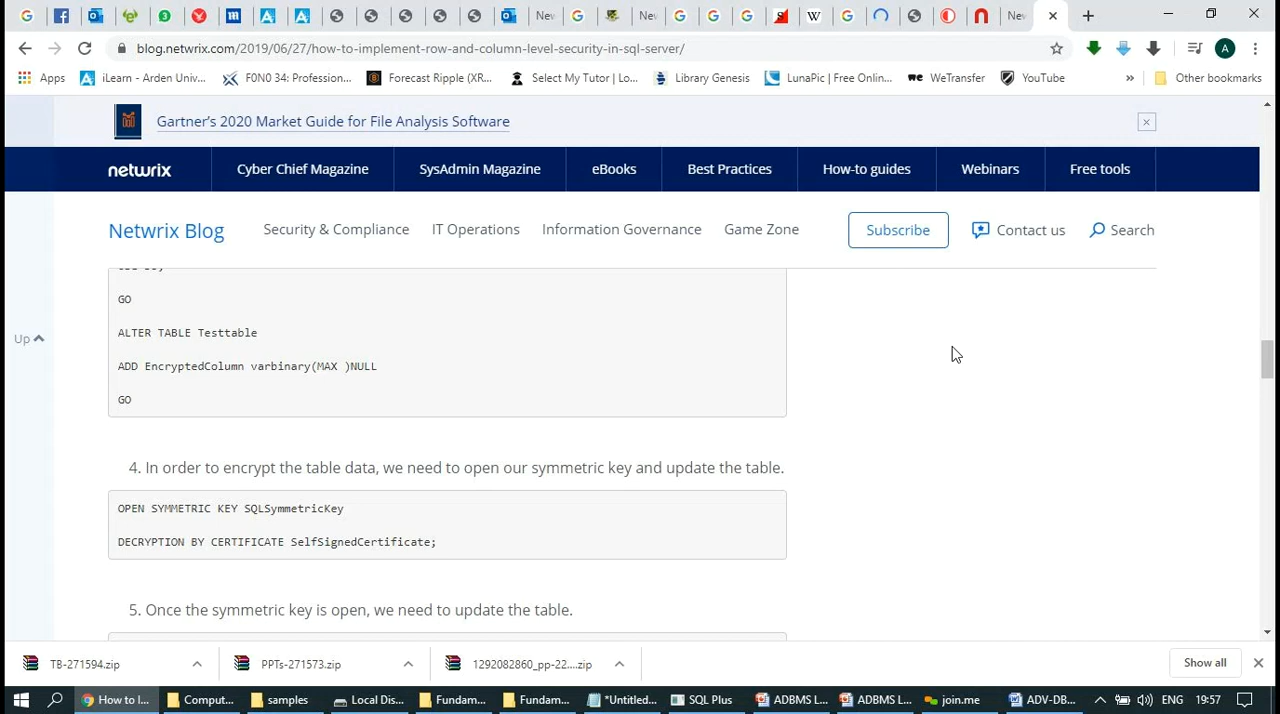 New
New
New
blog.netwrix.com/2019/06/27/how-to-implement-row-and-column-level-security-in-sql-server/
A
Apps
iLearn - Arden Univ...
F0N0 34: Profession...
Forecast Ripple (XR...
Select My Tutor | Lo...
Library Genesis
LunaPic | Free Onlin...
WeTransfer
YouTube
»
Other bookmarks
Gartner's 2020 Market Guide for File Analysis Software
netwrix
Cyber Chief Magazine
SysAdmin Magazine
eBooks
Best Practices
How-to guides
Webinars
Free tools
Netwrix Blog
Security & Compliance
IT Operations
Information Governance
Game Zone
Subscribe
Contact us
Search
GO
ALTER TABLE Testtable
Up
ADD EncryptedColumn varbinary(MAX )NULL
GO
4. In order to encrypt the table data, we need to open our symmetric key and update the table.
OPEN SYMMETRIC KEY SQLSymmetricKey
DECRYPTION BY CERTIFICATE SelfSignedCertificate;
5. Once the symmetric key is open, we need to update the table.
TB-271594.zip
PPTs-271573.zip
1292082860_pp-22....zip
Show all
How to I...
Comput...
samples
Local Dis...
Fundam...
Fundam...
*Untitled...
SQL Plus
ADBMS L...
ADBMS L...
join.me
ADV-DB...
ENG
19:57